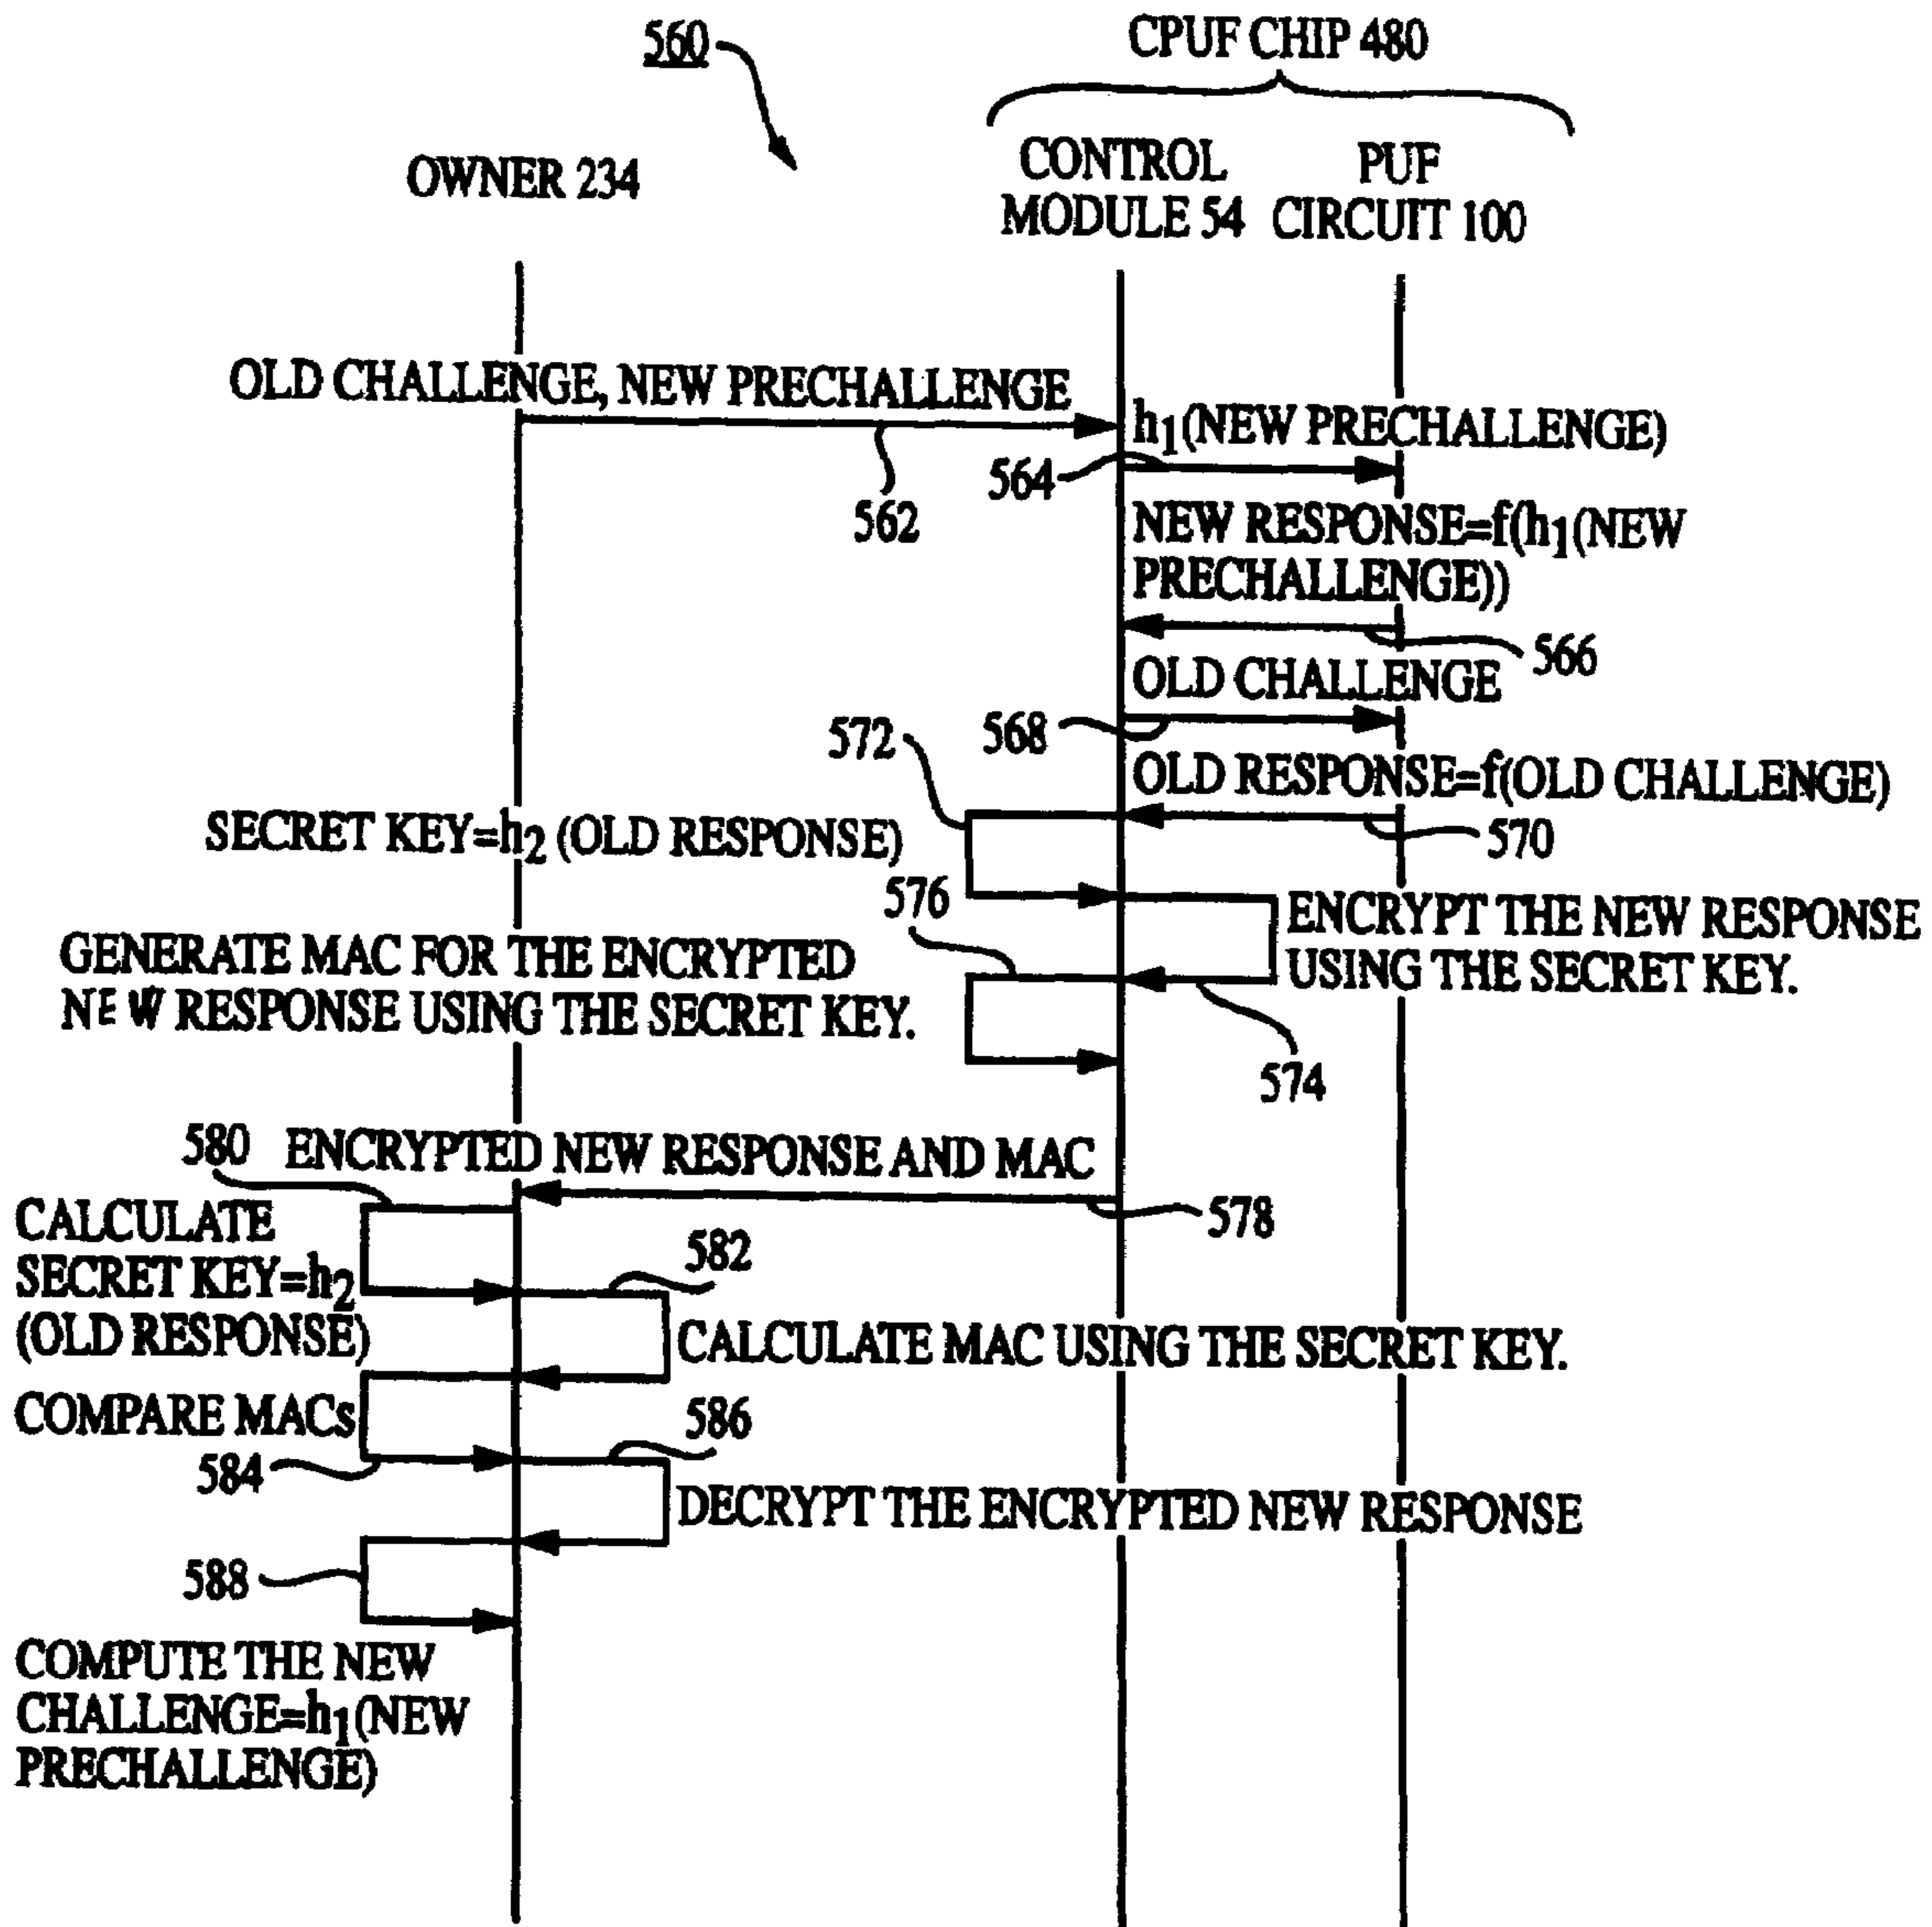 560
CPUF CHIP 480
OWNER 234
CONTROL
MODULE 54
PUF
CIRCUIT 100
OLD CHALLENGE, NEW PRECHALLENGE
562
h1(NEW PRECHALLENGE)
564
NEW RESPONSE=f(h1(NEW
PRECHALLENGE))
566
OLD CHALLENGE
568
572
OLD RESPONSE=f(OLD CHALLENGE)
570
SECRET KEY=h2 (OLD RESPONSE)
576
ENCRYPT THE NEW RESPONSE
USING THE SECRET KEY.
574
GENERATE MAC FOR THE ENCRYPTED
NEW RESPONSE USING THE SECRET KEY.
580
ENCRYPTED NEW RESPONSE AND MAC
578
CALCULATE
SECRET KEY=h2
(OLD RESPONSE)
582
CALCULATE MAC USING THE SECRET KEY.
COMPARE MACs
584
586
DECRYPT THE ENCRYPTED NEW RESPONSE
588
COMPUTE THE NEW
CHALLENGE=h1(NEW
PRECHALLENGE)